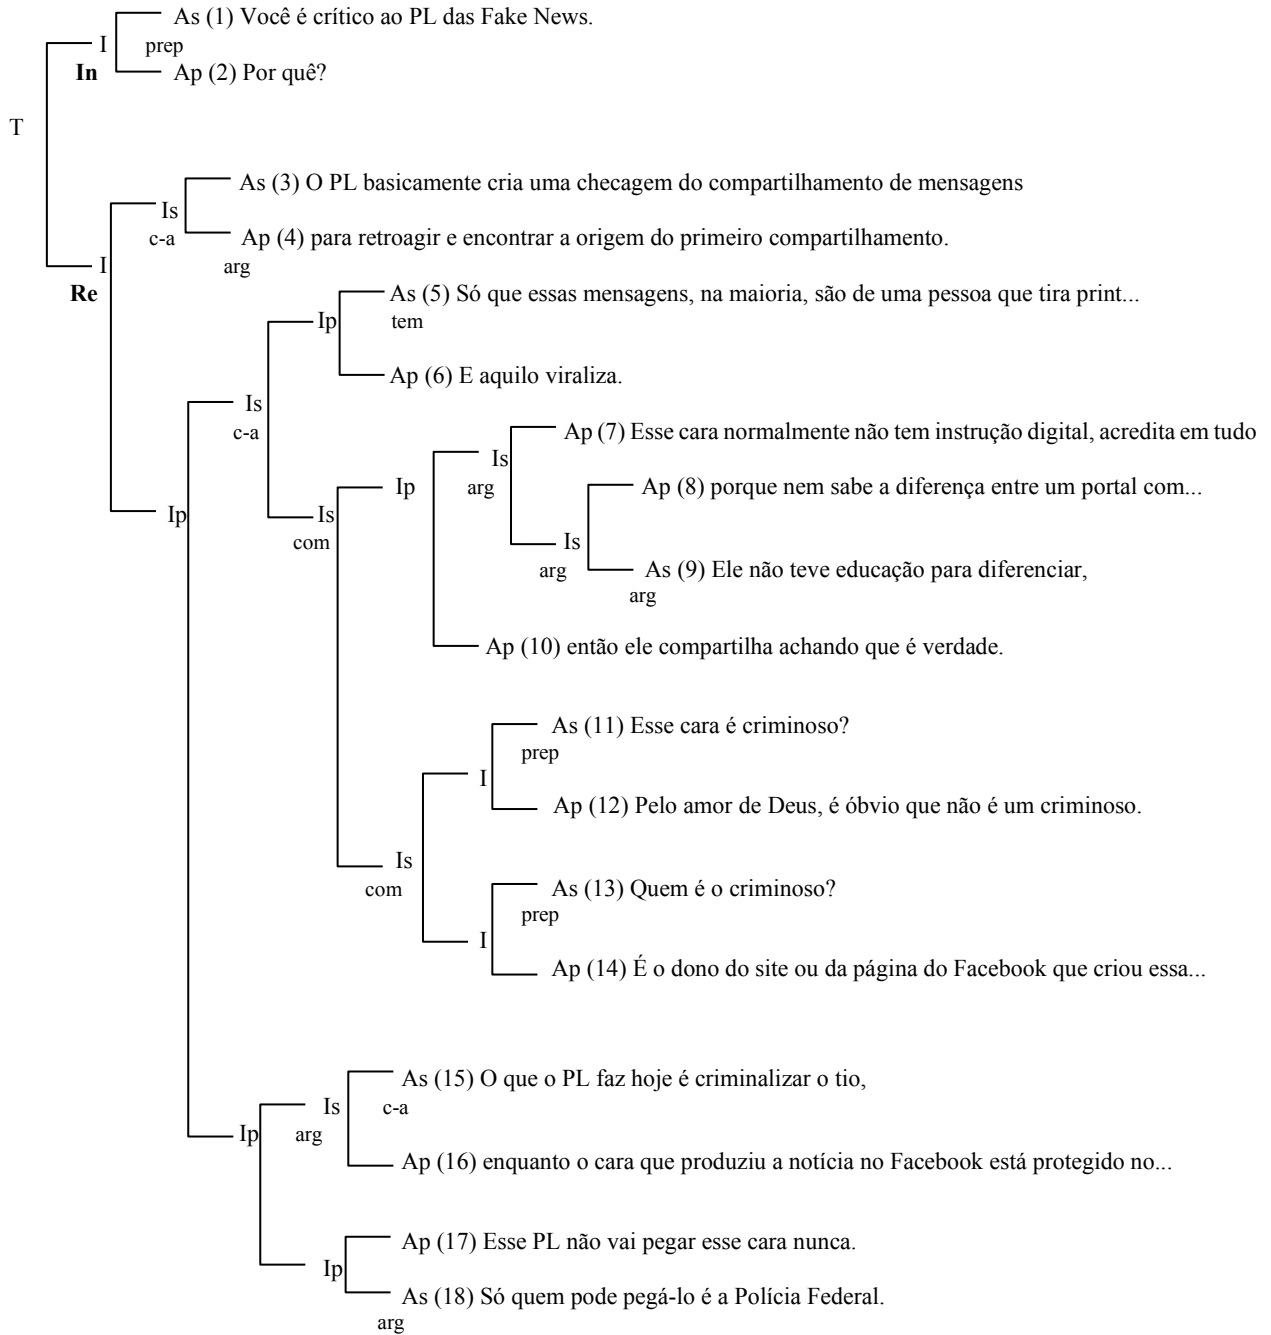 As (1) Você é crítico ao PL das Fake News.
I prep
In Ap (2) Por quê?
T
As (3) O PL basicamente cria uma checagem do compartilhamento de mensagens
Is
c-a Ap (4) para retroagir e encontrar a origem do primeiro compartilhamento.
I arg
Re As (5) Só que essas mensagens, na maioria, são de uma pessoa que tira print...
Ip tem
Ap (6) E aquilo viraliza.
Is
c-a Ap (7) Esse cara normalmente não tem instrução digital, acredita em tudo
Is
Ip arg Ap (8) porque nem sabe a diferença entre um portal com...
Ip Is
com Is
arg As (9) Ele não teve educação para diferenciar,
arg
Ap (10) então ele compartilha achando que é verdade.
As (11) Esse cara é criminoso?
prep
I
Ap (12) Pelo amor de Deus, é óbvio que não é um criminoso.
Is
com As (13) Quem é o criminoso?
prep
I
Ap (14) É o dono do site ou da página do Facebook que criou essa...
As (15) O que o PL faz hoje é criminalizar o tio,
Is c-a
Ip arg
Ap (16) enquanto o cara que produziu a notícia no Facebook está protegido no...
Ap (17) Esse PL não vai pegar esse cara nunca.
Ip
As (18) Só quem pode pegá-lo é a Polícia Federal.
arg